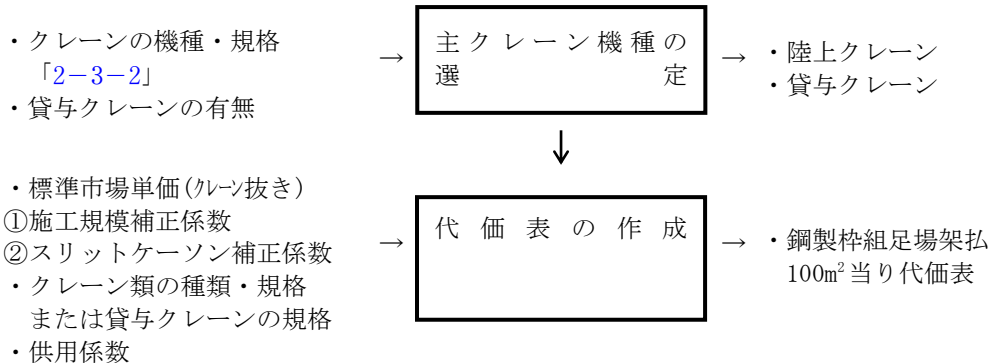 ・クレーンの機種・規格
「2－3－2」
・貸与クレーンの有無
→
主クレーン機種の
選定
→
・陸上クレーン
・貸与クレーン
↓
・標準市場単価(ｸﾚｰﾝ抜き)
①施工規模補正係数
②スリットケーソン補正係数
・クレーン類の種類・規格
または貸与クレーンの規格
・供用係数
→
代価表の作成
→
・鋼製枠組足場架払
100m²当り代価表